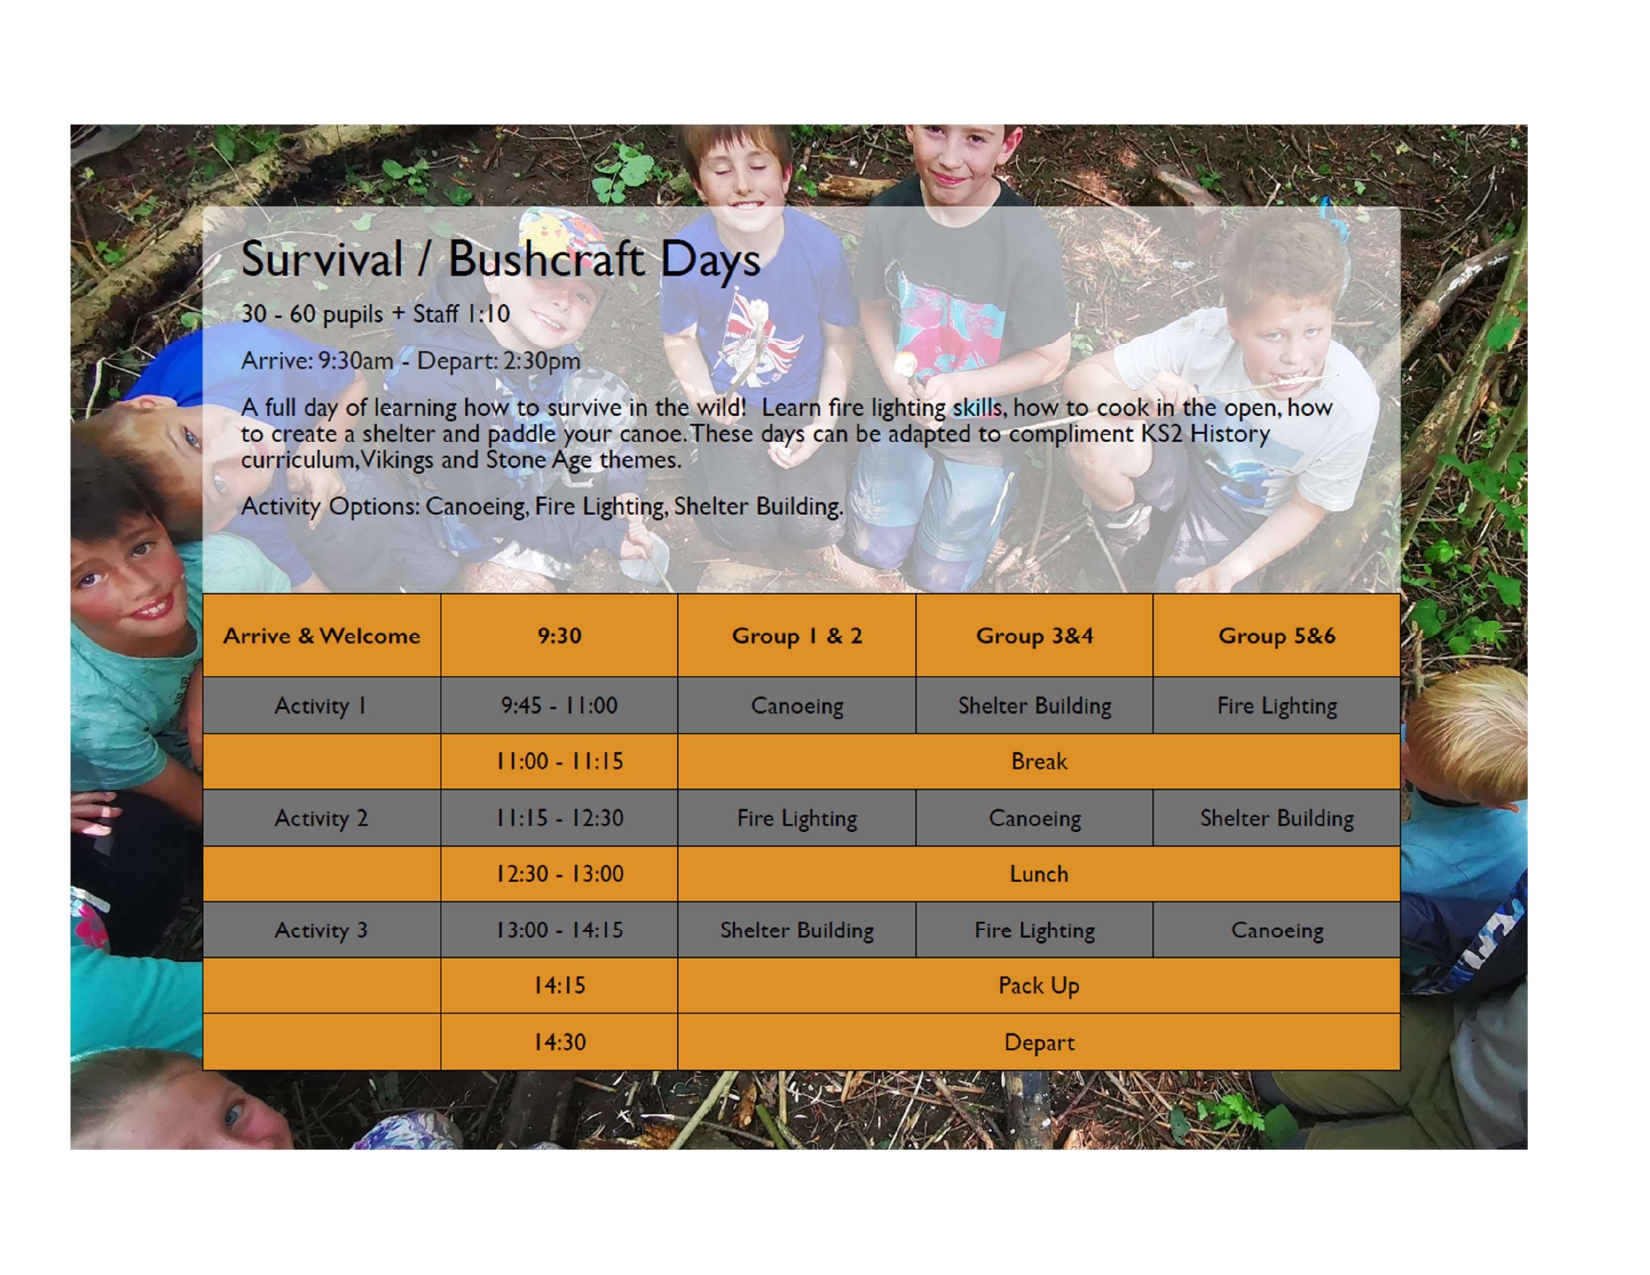 Survival / Bushcraft Days
30 - 60 pupils + Staff 1:10
Arrive: 9:30am - Depart: 2:30pm
A full day of learning how to survive in the wild!  Learn fire lighting skills, how to cook in the open, how
to create a shelter and paddle your canoe. These days can be adapted to compliment KS2 History
curriculum, Vikings and Stone Age themes.
Activity Options: Canoeing, Fire Lighting, Shelter Building.
Arrive & Welcome 9:30 Group 1 & 2 Group 3&4 Group 5&6
Activity 1 9:45 - 11:00 Canoeing Shelter Building Fire Lighting
11:00 - 11:15 Break
Activity 2 11:15 - 12:30 Fire Lighting Canoeing Shelter Building
12:30 - 13:00 Lunch
Activity 3 13:00 - 14:15 Shelter Building Fire Lighting Canoeing
14:15 Pack Up
14:30 Depart